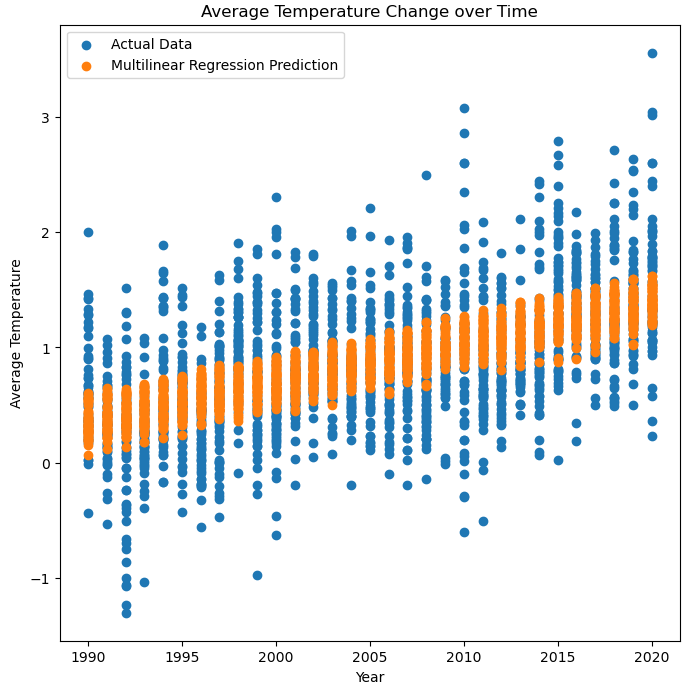 Average Temperature Change over Time
Actual Data
Multilinear Regression Prediction
Average Temperature
3
2
1
0
−1
1990 1995 2000 2005 2010 2015 2020
Year